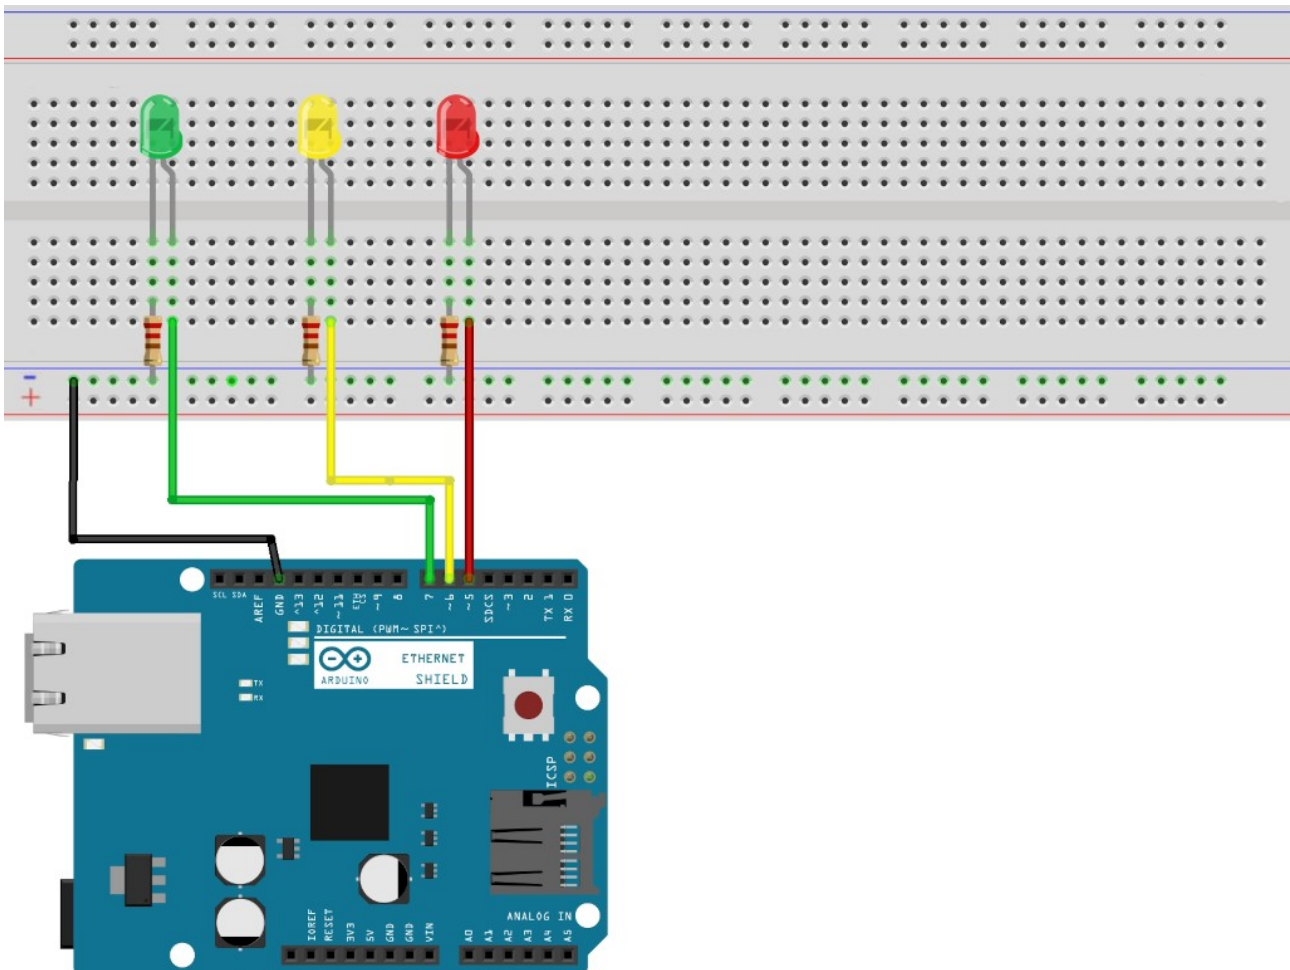 -
+
SCL SDA AREF GND ^13 ^12 ~11 ETH CS ~9 8 7 ~6 ~5 SDCS ~3 2 TX 1 RX 0
DIGITAL (PWM~ SPI^)
ETHERNET
ARDUINO SHIELD
TX
RX
ICSP
ANALOG IN
IOREF RESET 3V3 5V GND GND VIN A0 A1 A2 A3 A4 A5